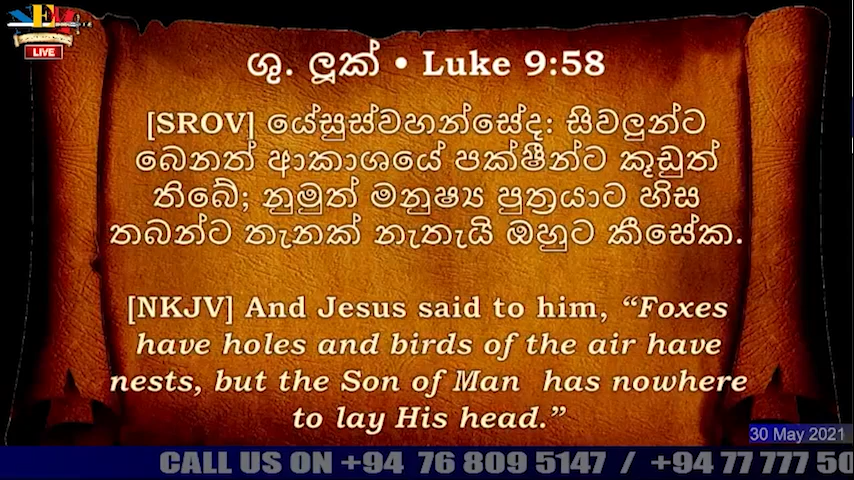 LIVE
ශු. ලූක් • Luke 9:58
[SROV] යේසුස්වහන්සේද: සිවලුන්ට
බෙනත් ආකාශයේ පක්ෂීන්ට කූඩුත්
තිබේ; නුමුත් මනුෂ්‍ය පුත්‍රයාට හිස
තබන්ට තැනක් නැතැයි ඔහුට කීසේක.
[NKJV] And Jesus said to him, “Foxes
have holes and birds of the air have
nests, but the Son of Man has nowhere
to lay His head.”
30 May 2021
CALL US ON +94 76 809 5147 / +94 77 777 50